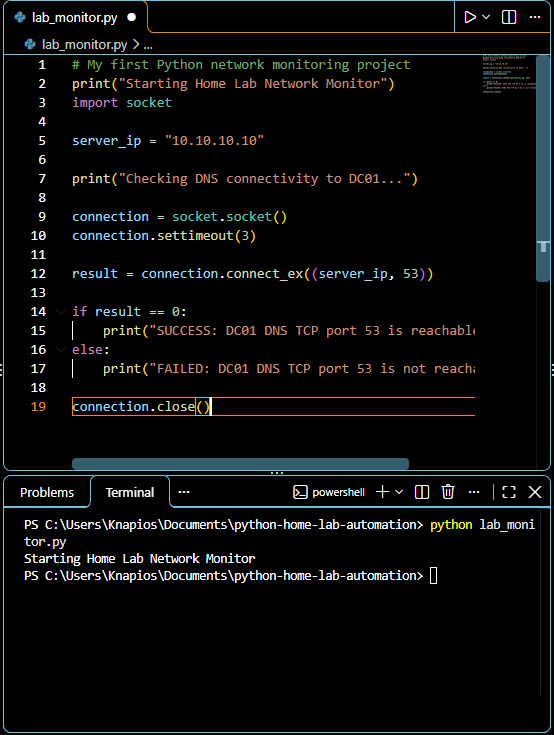 lab_monitor.py
lab_monitor.py > ...
1 # My first Python network monitoring project
2 print("Starting Home Lab Network Monitor")
3 import socket
4
5 server_ip = "10.10.10.10"
6
7 print("Checking DNS connectivity to DC01...")
8
9 connection = socket.socket()
10 connection.settimeout(3)
11
12 result = connection.connect_ex((server_ip, 53))
13
14 if result == 0:
15 print("SUCCESS: DC01 DNS TCP port 53 is reachable
16 else:
17 print("FAILED: DC01 DNS TCP port 53 is not reacha
18
19 connection.close()
Problems Terminal ... powershell
PS C:\Users\Knapios\Documents\python-home-lab-automation> python lab_moni
tor.py
Starting Home Lab Network Monitor
PS C:\Users\Knapios\Documents\python-home-lab-automation>